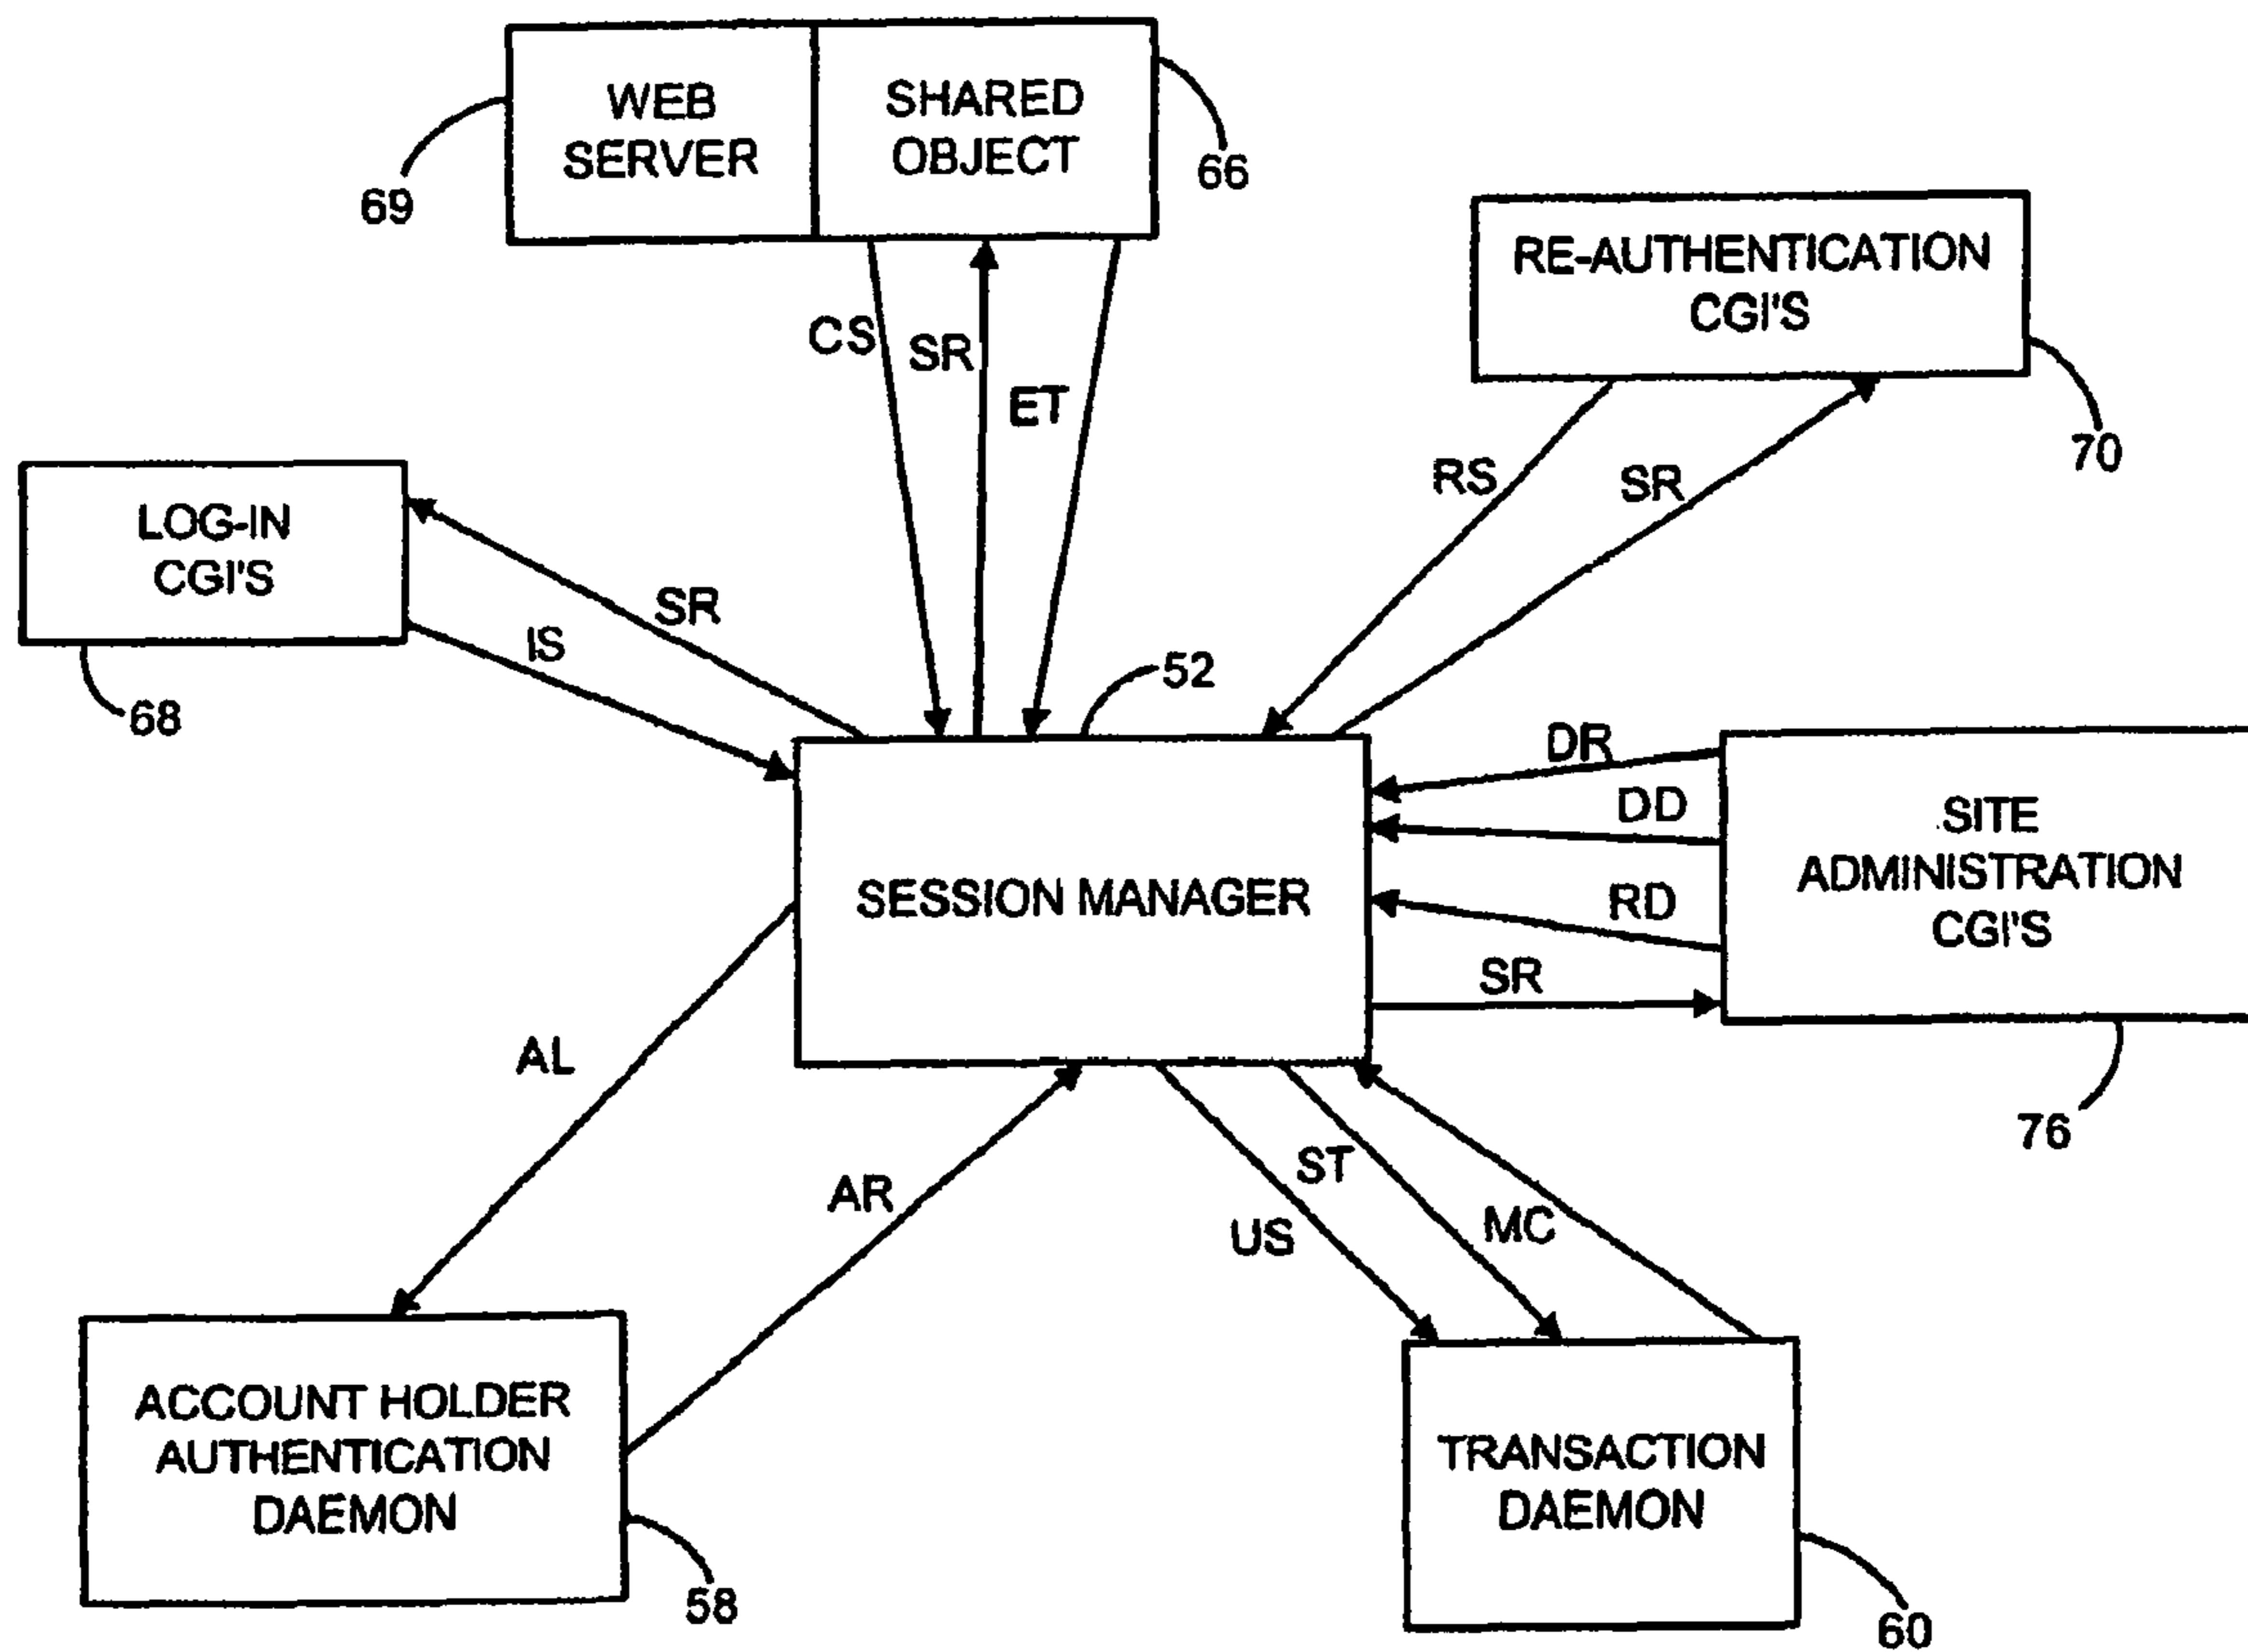 WEB
SERVER
SHARED
OBJECT
69
66
RE-AUTHENTICATION
CGI'S
70
CS
SR
ET
RS
SR
LOG-IN
CGI'S
68
SR
IS
52
SESSION MANAGER
DR
DD
RD
SR
SITE
ADMINISTRATION
CGI'S
76
AL
AR
ST
US
MC
ACCOUNT HOLDER
AUTHENTICATION
DAEMON
58
TRANSACTION
DAEMON
60